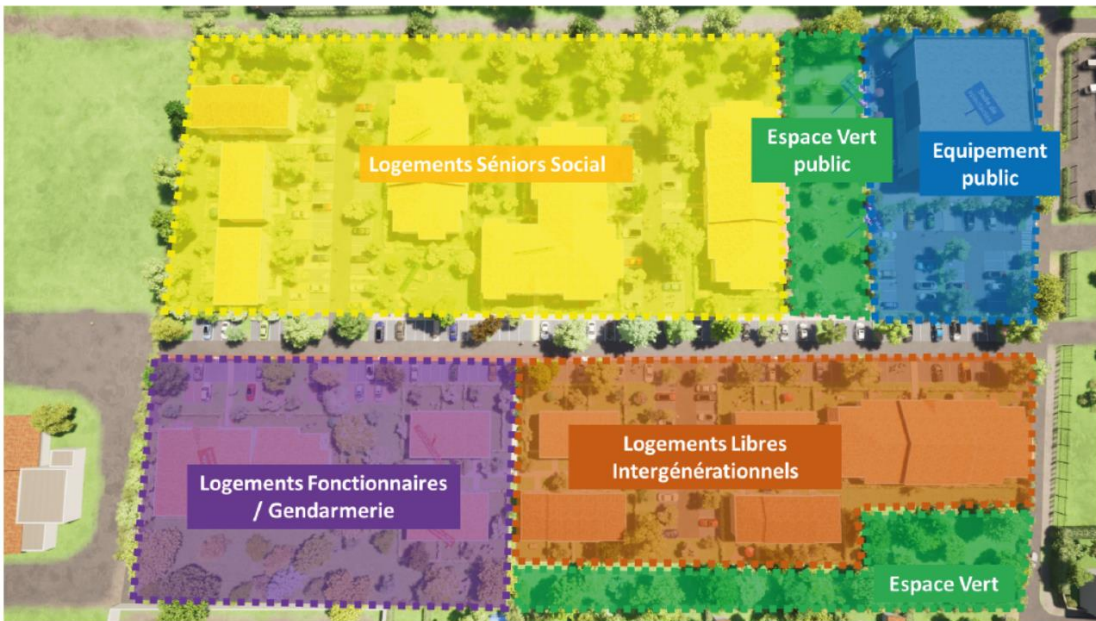 Logements Séniors Social
Espace Vert
public
Equipement
public
Logements Fonctionnaires
/ Gendarmerie
Logements Libres
Intergénérationnels
Espace Vert